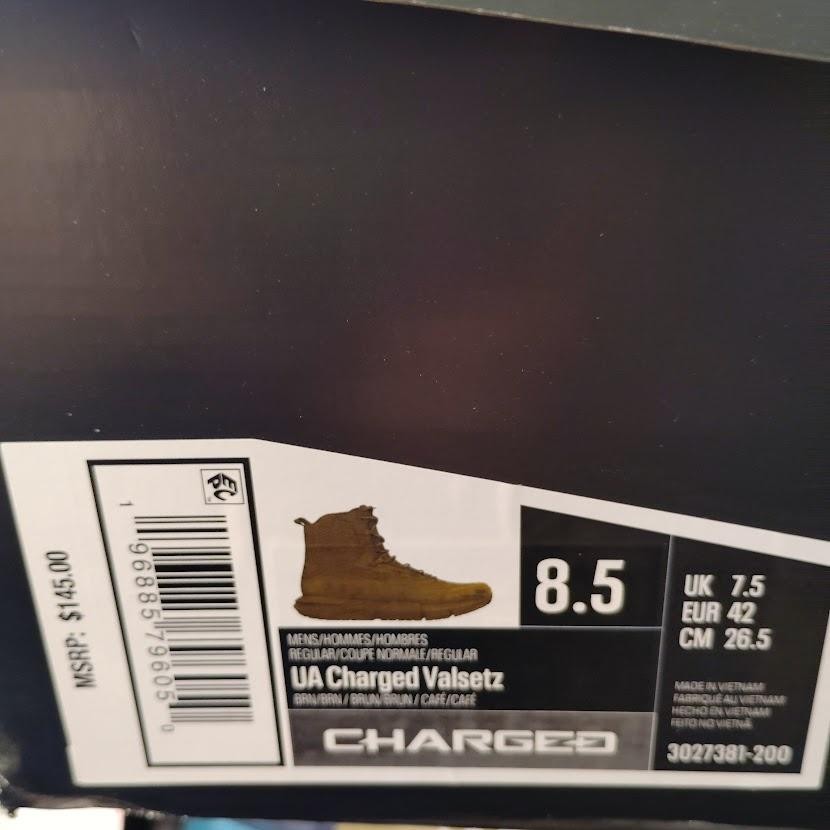 MSRP: $145.00
1 96885 79605 0
8.5
UK 7.5
EUR 42
CM 26.5
MENS/HOMMES/HOMBRES
REGULAR/COUPE NORMALE/REGULAR
UA Charged Valsetz
BRN/BRN / BRUN/BRUN / CAFÉ/CAFÉ
CHARGED
MADE IN VIETNAM
FABRIQUÉ AU VIETNAM
HECHO EN VIETNAM
FEITO NO VIETNÃ
3027381-200